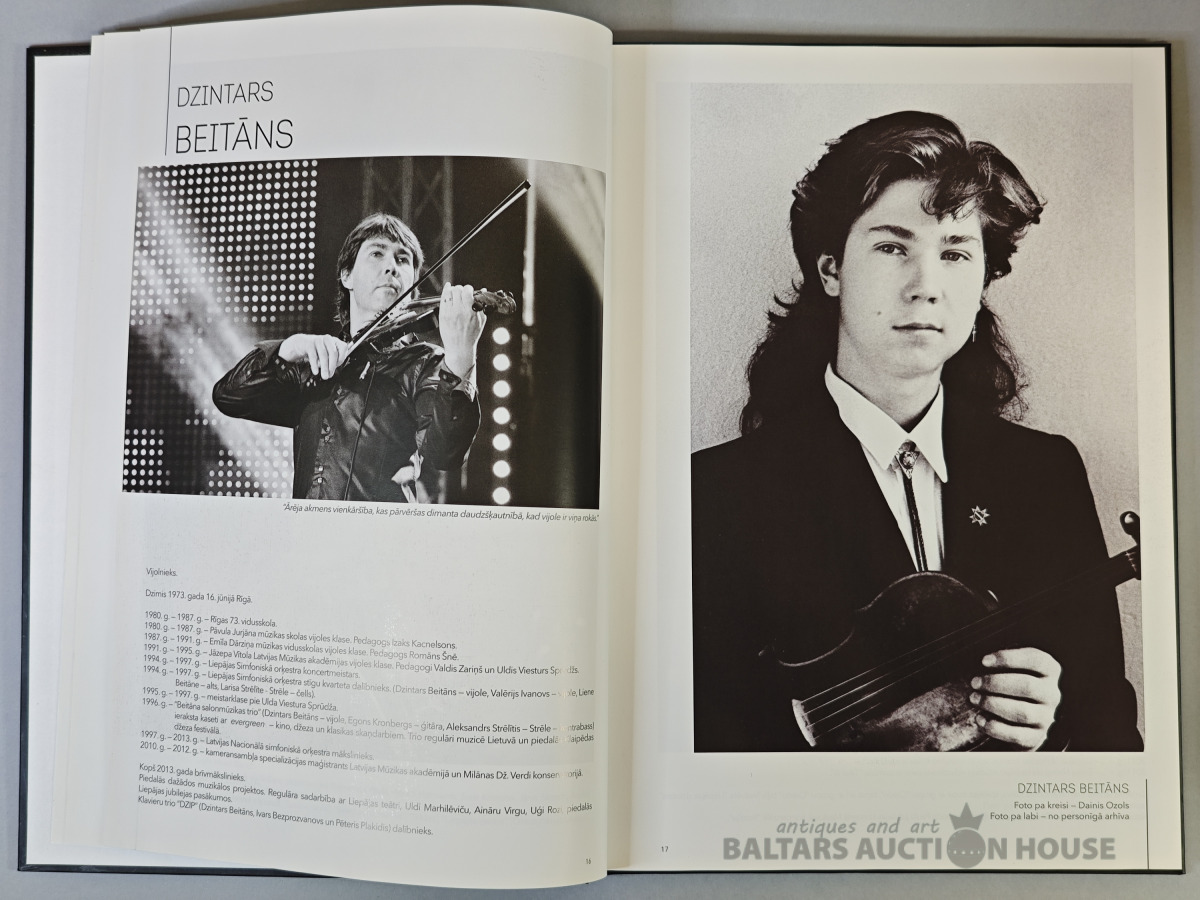 DZINTARS
BEITĀNS
"Ārēja akmens vienkāršība, kas pārvēršas dimanta daudzšķautnībā, kad vijole ir viņa rokās."
Vijolnieks.
Dzimis 1973. gada 16. jūnijā Rīgā.
1980. g. – 1987. g. – Rīgas 73. vidusskola.
1980. g. – 1987. g. – Pāvula Jurjāna mūzikas skolas vijoles klase. Pedagogs Izaks Kacnelsons.
1987. g. – 1991. g. – Emīla Dārziņa mūzikas vidusskolas vijoles klase. Pedagogs Romāns Šnē.
1991. g. – 1995. g. – Jāzepa Vītola Latvijas Mūzikas akadēmijas vijoles klase. Pedagogi Valdis Zariņš un Uldis Viesturs
1994. g. – 1997. g. – Liepājas Simfoniskā orķestra koncertmeistars.
1994. g. – 1997. g. – Liepājas Simfoniskā orķestra stīgu kvarteta dalībnieks. (Dzintars Beitāns – vijole, Valērijs Ivanovs – Liene
Beitāne – alts, Larisa Strēlīte - Strēle – čells).
1995. g. – 1997. g. – meistarklase pie Ulda Viestura Sprūdža.
1996. g. – "Beitāna salonmūzikas trio" (Dzintars Beitāns – vijole, Egons Kronbergs – ģitāra, Aleksandrs Strēlītis – Strēle –
ieraksta kaseti ar evergreen – kino, džeza un klasikas skaņdarbiem. Trio regulāri muzicē Lietuvā un
džeza festivālā.
1997. g. – 2013. g. – Latvijas Nacionālā simfoniskā orķestra mākslinieks.
2010. g. – 2012. g. – kameransambļa specializācijas maģistrants Latvijas Mūzikas akadēmijā un Milānas Dž. Verdi
Kopš 2013. gada brīvmākslinieks.
Piedalās dažādos muzikālos projektos. Regulāra sadarbība ar Liepājas teātri, Uldi Marhilēviču, Aināru Virgu, Uģi piedalās
Liepājas jubilejas pasākumos.
Klavieru trio "DZIP" (Dzintars Beitāns, Ivars Bezprozvanovs un Pēteris Plakidis) dalībnieks.
16
DZINTARS BEITĀNS
Foto pa kreisi – Dainis Ozols
Foto pa labi – no personīgā arhīva
17
antiques and art
BALTARS AUCTION HOUSE